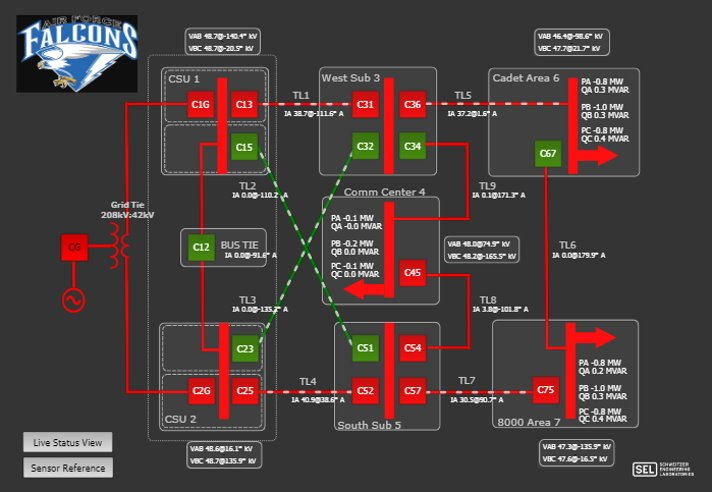 AIR FORCE
FALCONS
VAB 48.7@-140.4° kV
VBC 48.7@-20.5° kV
VAB 46.4@-98.6° kV
VBC 47.7@21.7° kV
CSU 1
C1G
C13
C15
TL1
IA 38.7@-111.6° A
West Sub 3
C31
C36
C32
C34
TL5
IA 37.2@1.6° A
Cadet Area 6
PA -0.8 MW
QA 0.3 MVAR
PB -1.0 MW
QB 0.3 MVAR
PC -0.8 MW
QC 0.4 MVAR
C67
TL2
IA 0.0@-110.2° A
Comm Center 4
TL9
IA 0.1@171.3° A
Grid Tie
208kV:42kV
CG
C12
BUS TIE
IA 0.0@-91.6° A
PA -0.1 MW
QA -0.0 MVAR
PB -0.2 MW
QB 0.0 MVAR
PC -0.1 MW
QC 0.0 MVAR
C45
VAB 48.0@74.9° kV
VBC 48.2@-165.5° kV
TL6
IA 0.0@179.9° A
TL3
TL8
IA 3.8@-101.8° A
C23
C51
C54
C2G
C25
CSU 2
TL4
IA 40.9@38.6° A
C52
C57
South Sub 5
TL7
IA 30.5@90.7° A
C75
8000 Area 7
PA -0.8 MW
QA 0.2 MVAR
PB -1.0 MW
QB 0.3 MVAR
PC -0.8 MW
QC 0.4 MVAR
Live Status View
Sensor Reference
VAB 48.6@16.1° kV
VBC 48.7@135.9° kV
VAB 47.3@-135.9° kV
VBC 47.6@-16.5° kV
SEL
SCHWEITZER
ENGINEERING
LABORATORIES